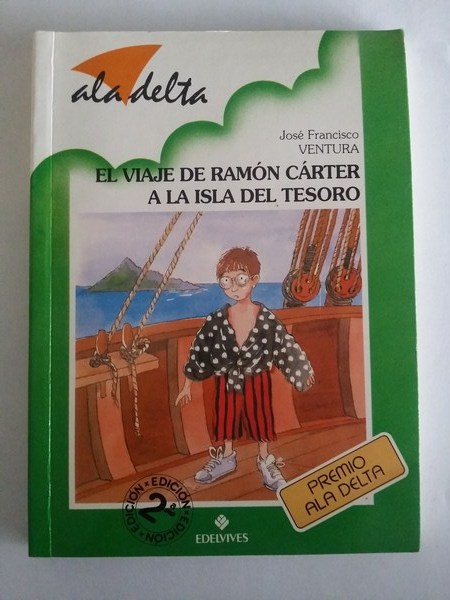 ala delta
José Francisco
VENTURA
EL VIAJE DE RAMÓN CÁRTER
A LA ISLA DEL TESORO
PREMIO
ALA DELTA
EDICIÓN × EDICIÓN × EDICIÓN ×
2ª
EDELVIVES